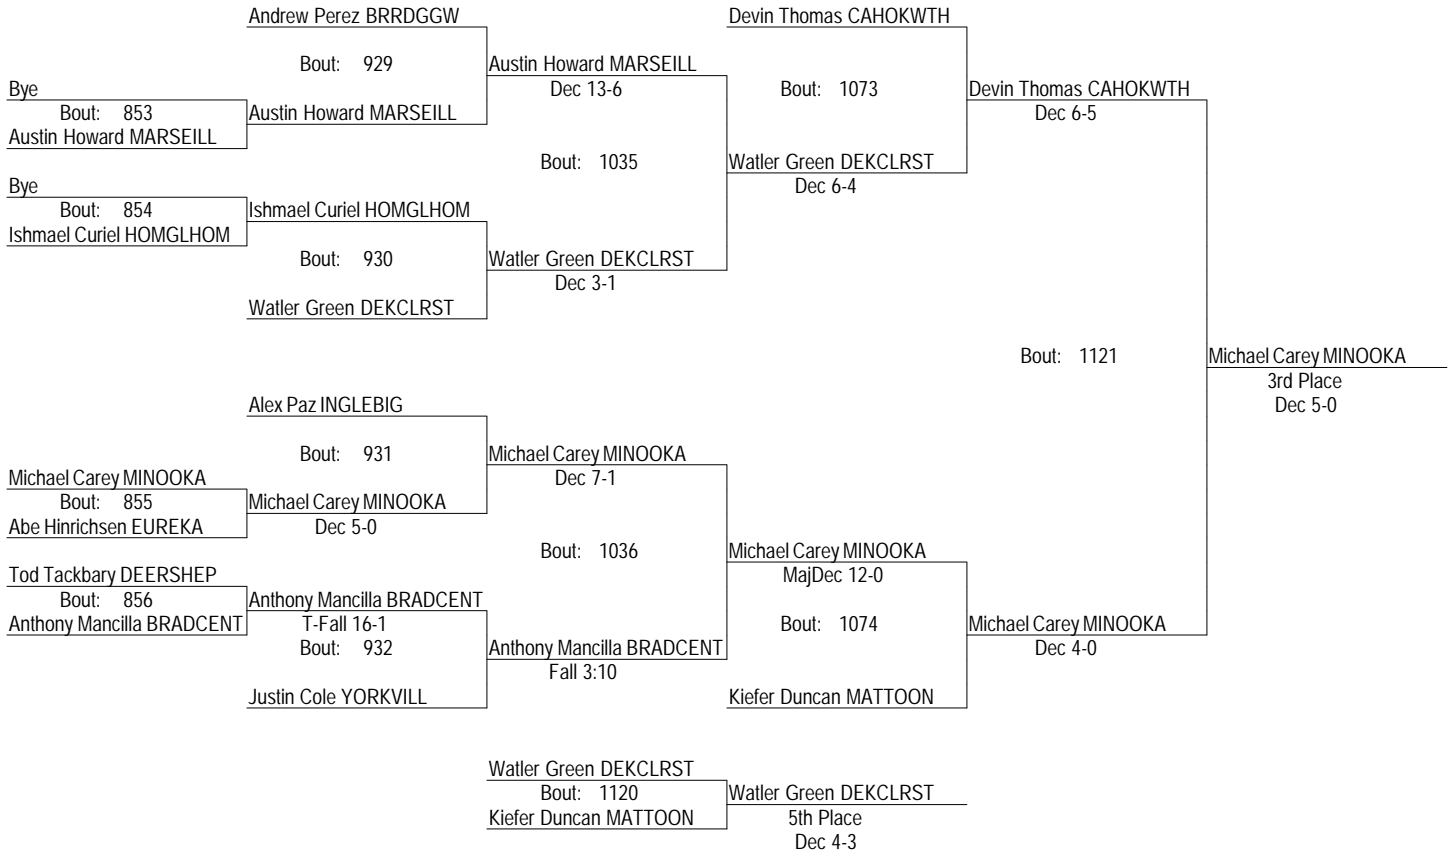 Andrew Perez BRRDGGW
Devin Thomas CAHOKWTH
Bout: 929
Austin Howard MARSEILL
Dec 13-6
Bye
Bout: 853
Austin Howard MARSEILL
Austin Howard MARSEILL
Bout: 1073
Devin Thomas CAHOKWTH
Dec 6-5
Bout: 1035
Watler Green DEKCLRST
Dec 6-4
Bye
Bout: 854
Ishmael Curiel HOMGLHOM
Ishmael Curiel HOMGLHOM
Bout: 930
Watler Green DEKCLRST
Dec 3-1
Watler Green DEKCLRST
Bout: 1121
Michael Carey MINOOKA
3rd Place
Dec 5-0
Alex Paz INGLEBIG
Bout: 931
Michael Carey MINOOKA
Dec 7-1
Michael Carey MINOOKA
Bout: 855
Abe Hinrichsen EUREKA
Michael Carey MINOOKA
Dec 5-0
Bout: 1036
Michael Carey MINOOKA
MajDec 12-0
Tod Tackbary DEERSHEP
Bout: 856
Anthony Mancilla BRADCENT
Anthony Mancilla BRADCENT
T-Fall 16-1
Bout: 932
Anthony Mancilla BRADCENT
Fall 3:10
Bout: 1074
Michael Carey MINOOKA
Dec 4-0
Justin Cole YORKVILL
Kiefer Duncan MATTOON
Watler Green DEKCLRST
Bout: 1120
Kiefer Duncan MATTOON
Watler Green DEKCLRST
5th Place
Dec 4-3